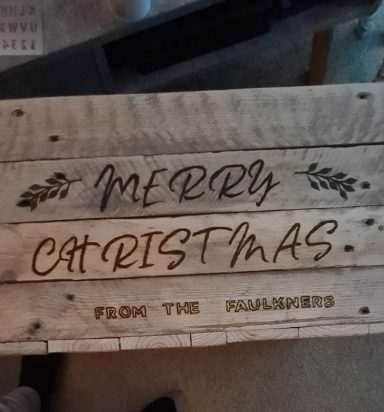 MERRY
CHRISTMAS
FROM THE FAULKNERS